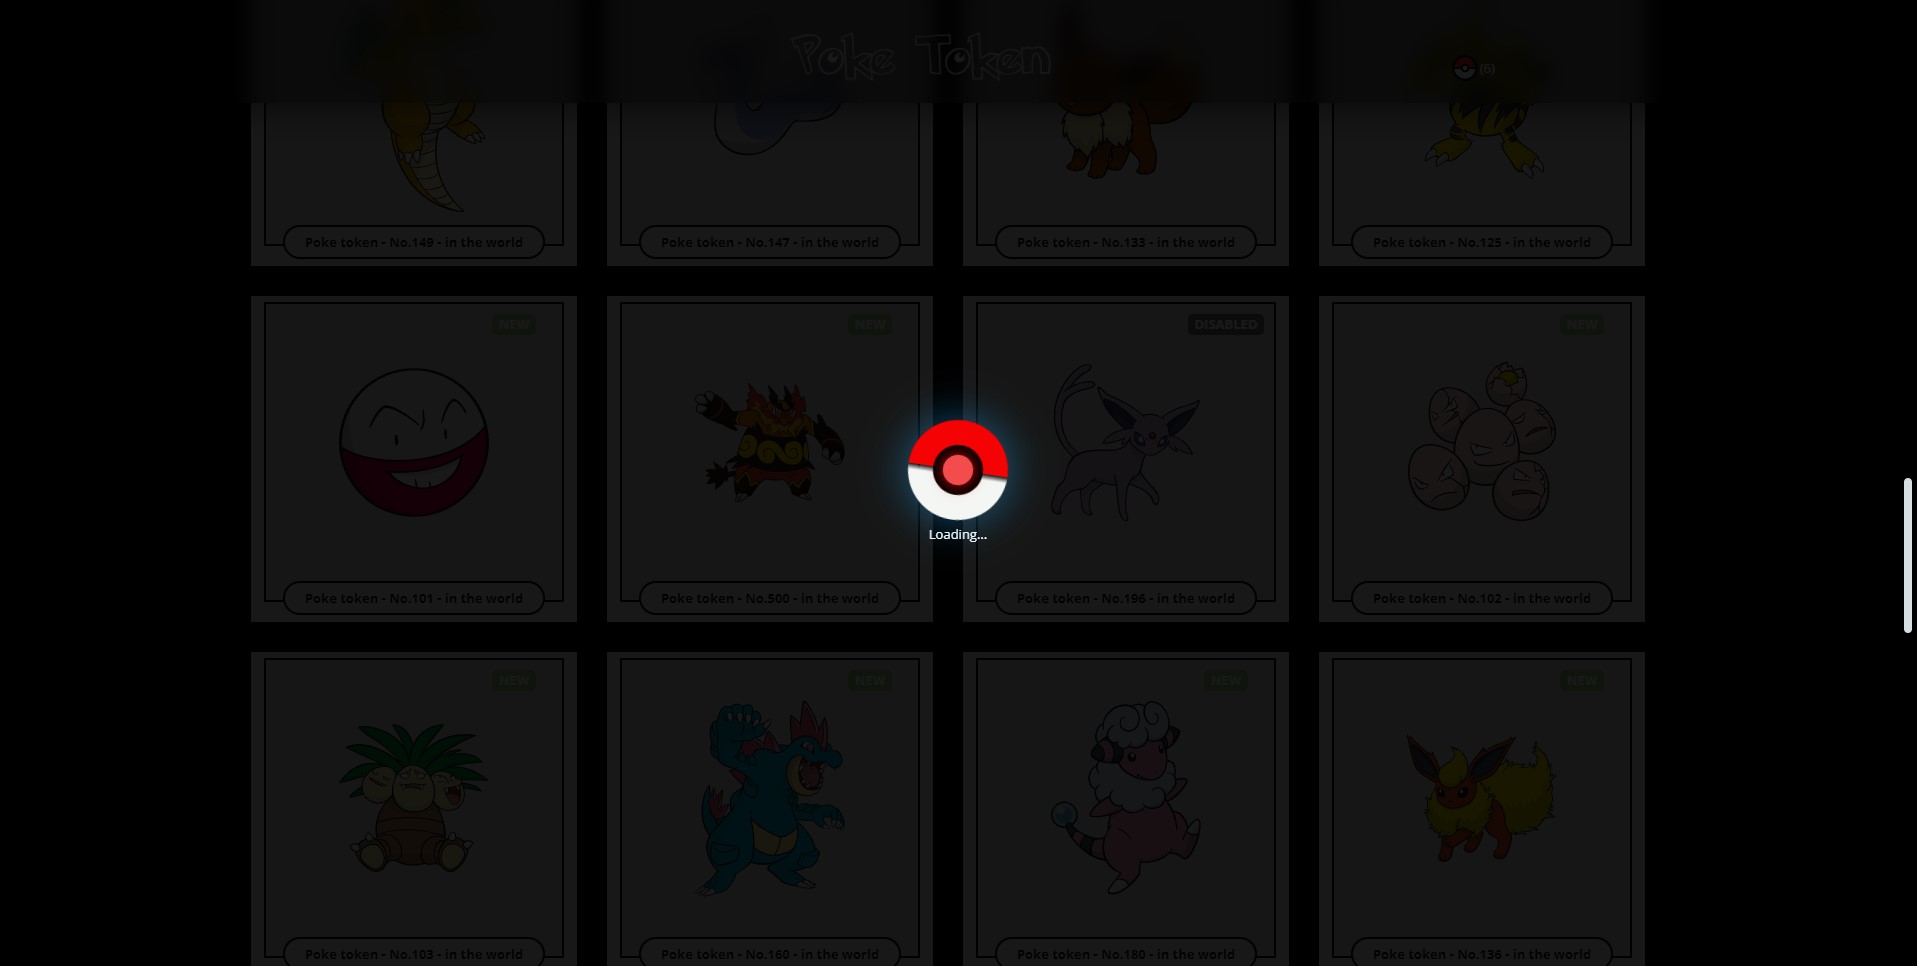 Poke Token
(6)
Poke token - No.149 - in the world
Poke token - No.147 - in the world
Poke token - No.133 - in the world
Poke token - No.125 - in the world
NEW
NEW
DISABLED
NEW
Loading...
Poke token - No.101 - in the world
Poke token - No.500 - in the world
Poke token - No.196 - in the world
Poke token - No.102 - in the world
NEW
NEW
NEW
NEW
Poke token - No.103 - in the world
Poke token - No.160 - in the world
Poke token - No.180 - in the world
Poke token - No.136 - in the world